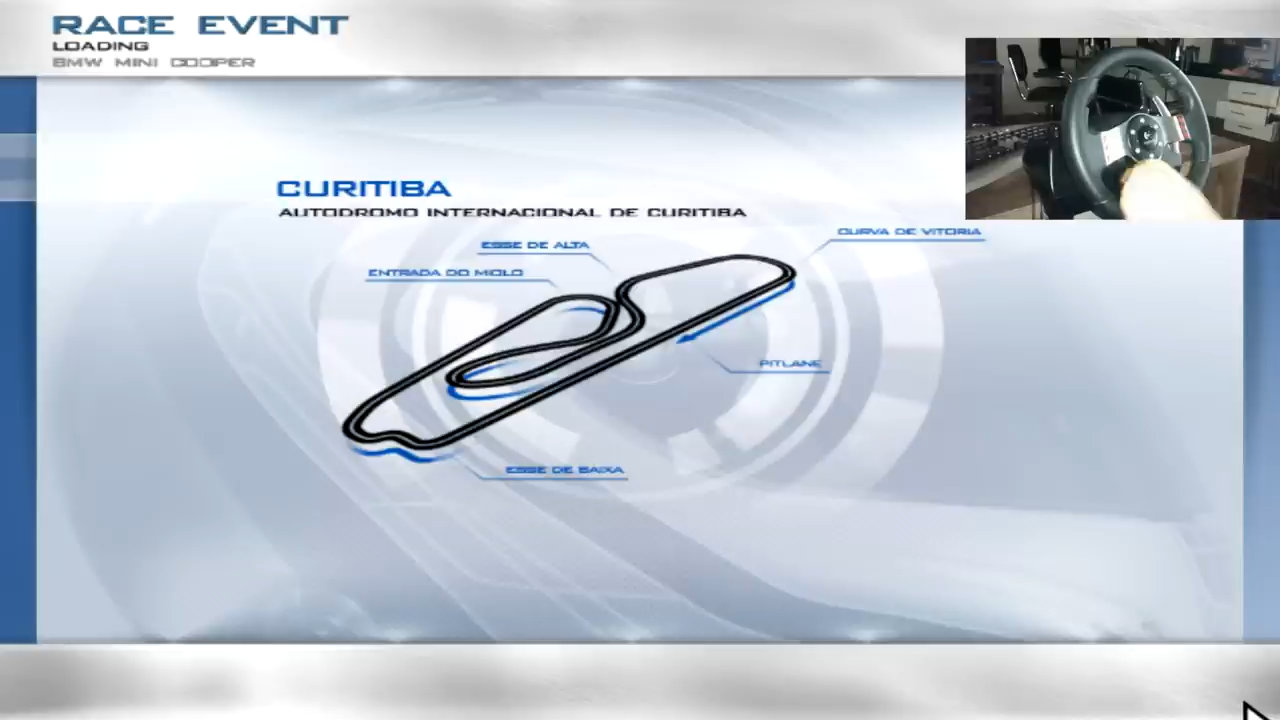 RACE EVENT
LOADING
BMW MINI COOPER
CURITIBA
AUTODROMO INTERNACIONAL DE CURITIBA
CURVA DE VITORIA
ESSE DE ALTA
ENTRADA DO MIOLO
PITLANE
ESSE DE BAIXA